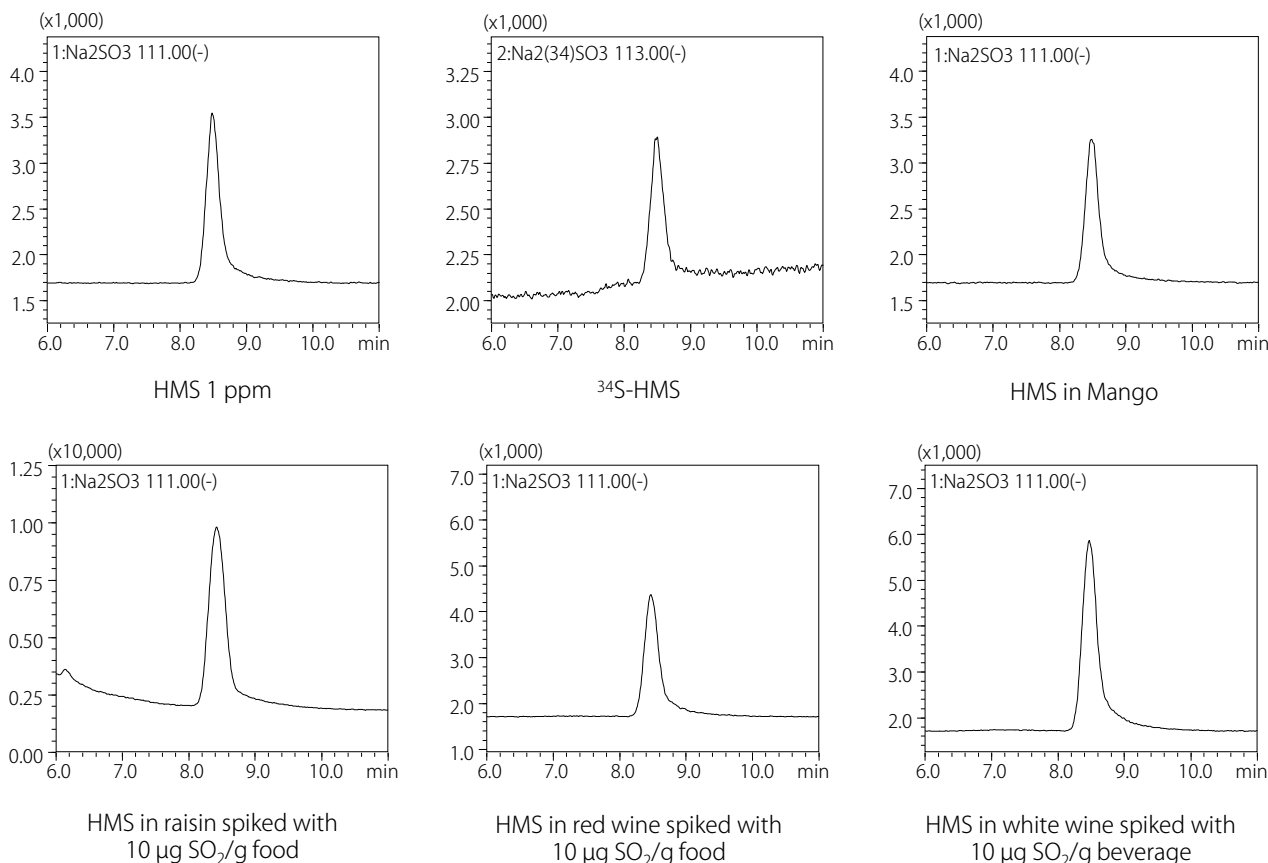 (x1,000)
1:Na2SO3 111.00(-)
4.0
3.5
3.0
2.5
2.0
1.5
6.0 7.0 8.0 9.0 10.0 min
HMS 1 ppm
(x1,000)
2:Na2(34)SO3 113.00(-)
3.25
3.00
2.75
2.50
2.25
2.00
6.0 7.0 8.0 9.0 10.0 min
³⁴S-HMS
(x1,000)
1:Na2SO3 111.00(-)
4.0
3.5
3.0
2.5
2.0
1.5
6.0 7.0 8.0 9.0 10.0 min
HMS in Mango
(x10,000)
1:Na2SO3 111.00(-)
1.25
1.00
0.75
0.50
0.25
0.00
6.0 7.0 8.0 9.0 10.0 min
HMS in raisin spiked with
10 µg SO₂/g food
(x1,000)
1:Na2SO3 111.00(-)
7.0
6.0
5.0
4.0
3.0
2.0
1.0
6.0 7.0 8.0 9.0 10.0 min
HMS in red wine spiked with
10 µg SO₂/g food
(x1,000)
1:Na2SO3 111.00(-)
7.0
6.0
5.0
4.0
3.0
2.0
6.0 7.0 8.0 9.0 10.0 min
HMS in white wine spiked with
10 µg SO₂/g beverage